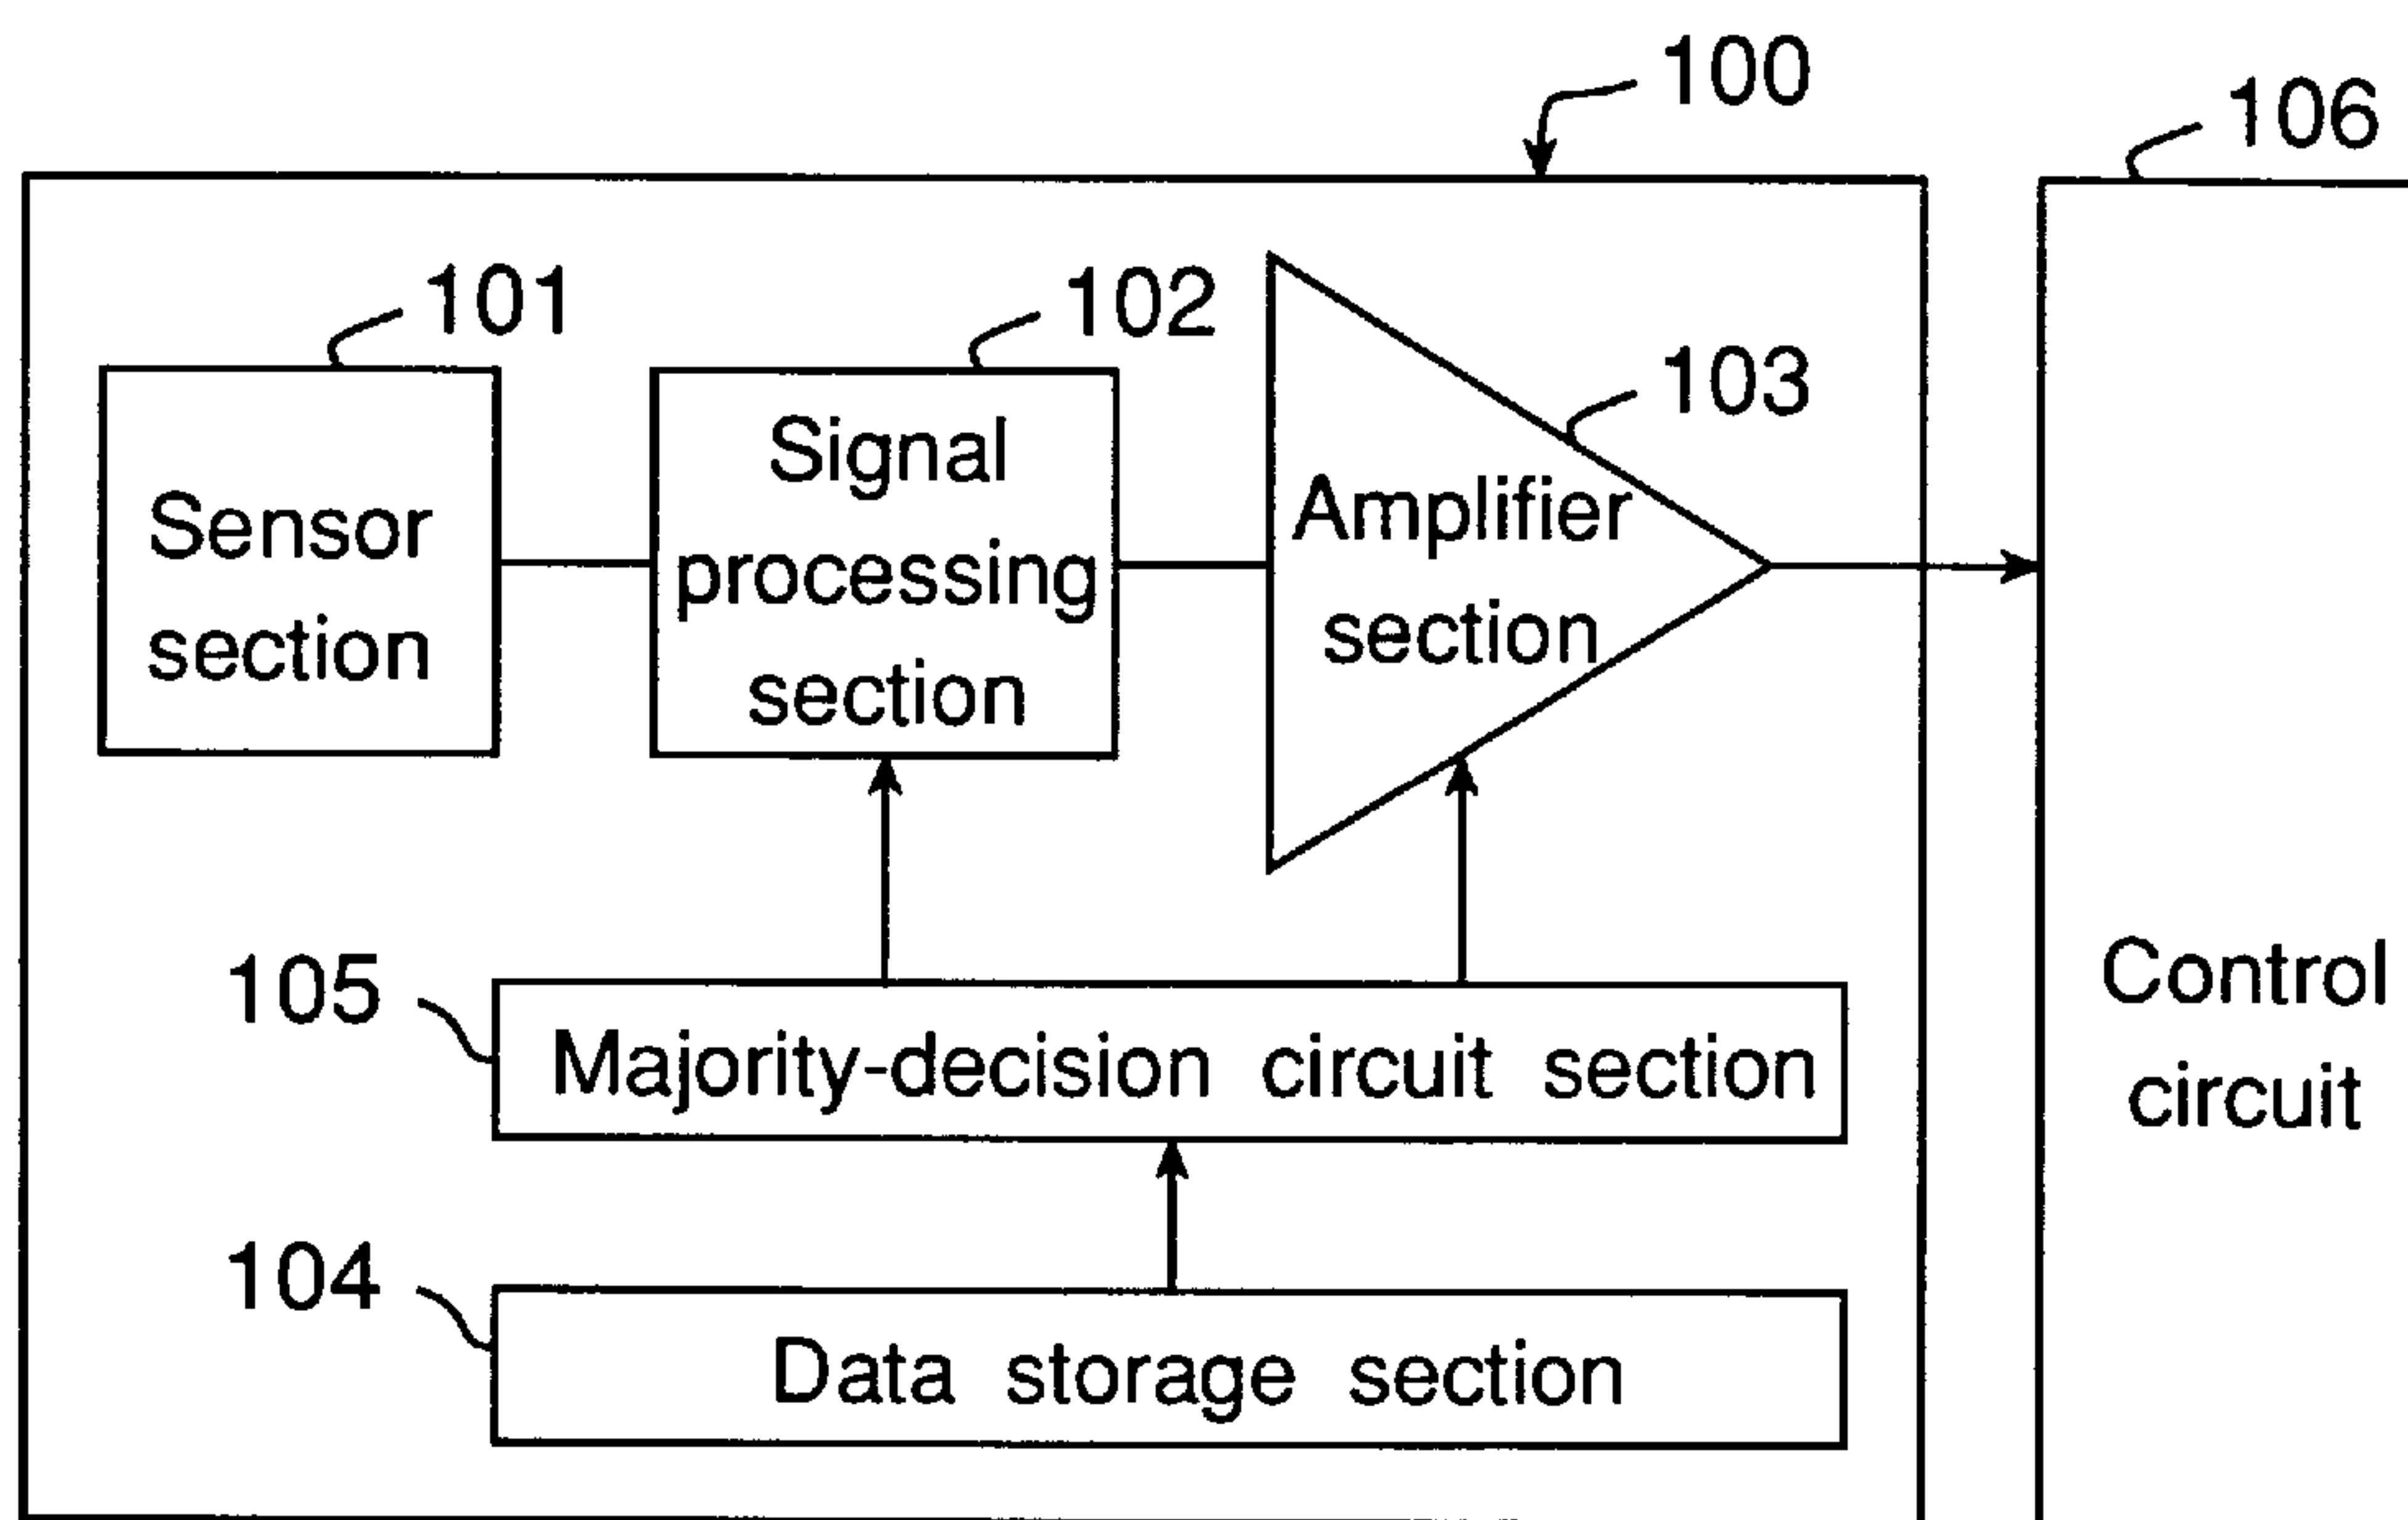 100
106
101
102
103
Sensor
section
Signal
processing
section
Amplifier
section
105
Majority-decision circuit section
Control
circuit
104
Data storage section